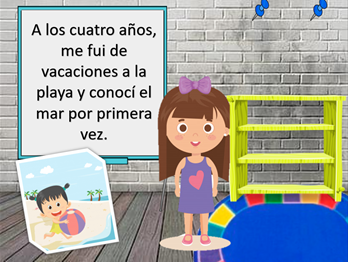 A los cuatro años,
me fui de
vacaciones a la
playa y conocí el
mar por primera
vez.